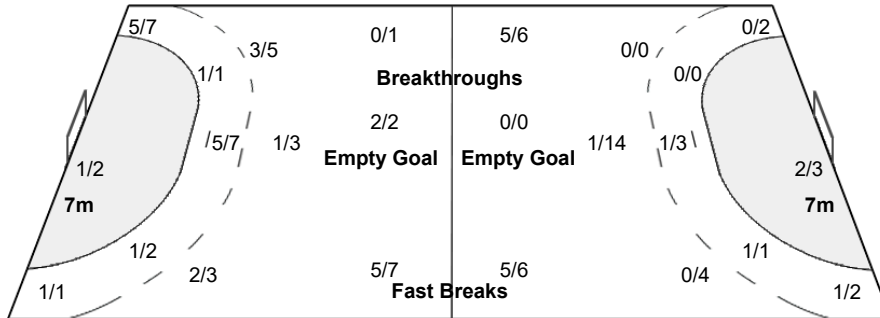 5/7 0/1 5/6 0/2
3/5 0/0
1/1 Breakthroughs 0/0
2/2 0/0
5/7 1/3 1/14 1/3
Empty Goal Empty Goal
1/2 2/3
7m 7m
1/2 1/1
2/3 5/7 5/6 0/4
1/1 Fast Breaks 1/2